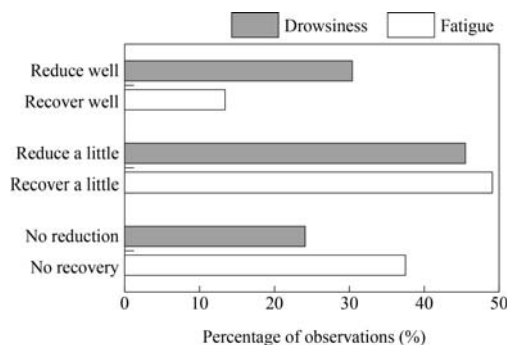 Drowsiness Fatigue
Reduce well
Recover well
Reduce a little
Recover a little
No reduction
No recovery
0 10 20 30 40 50
Percentage of observations (%)